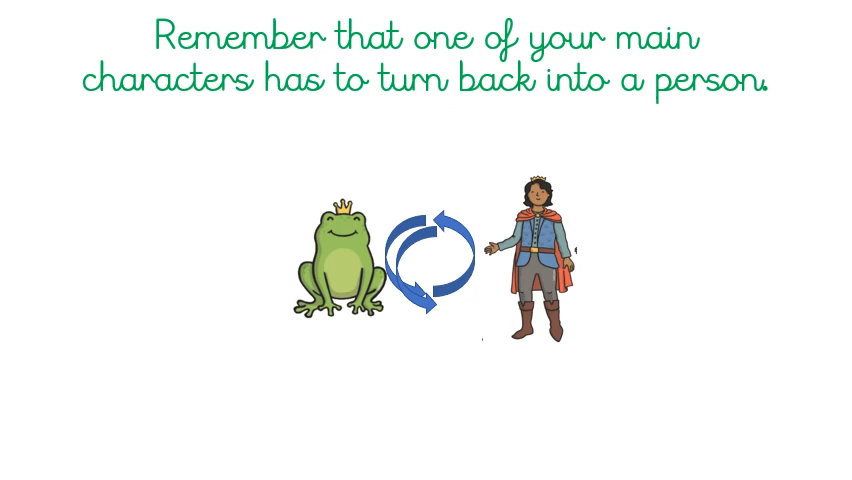 Remember that one of your main
characters has to turn back into a person.